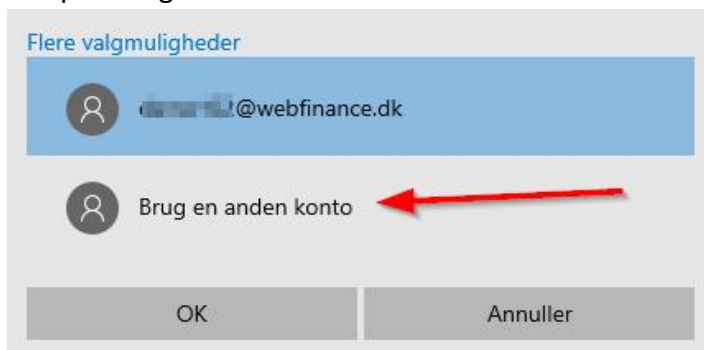 Flere valgmuligheder
@webfinance.dk
Brug en anden konto
OK
Annuller